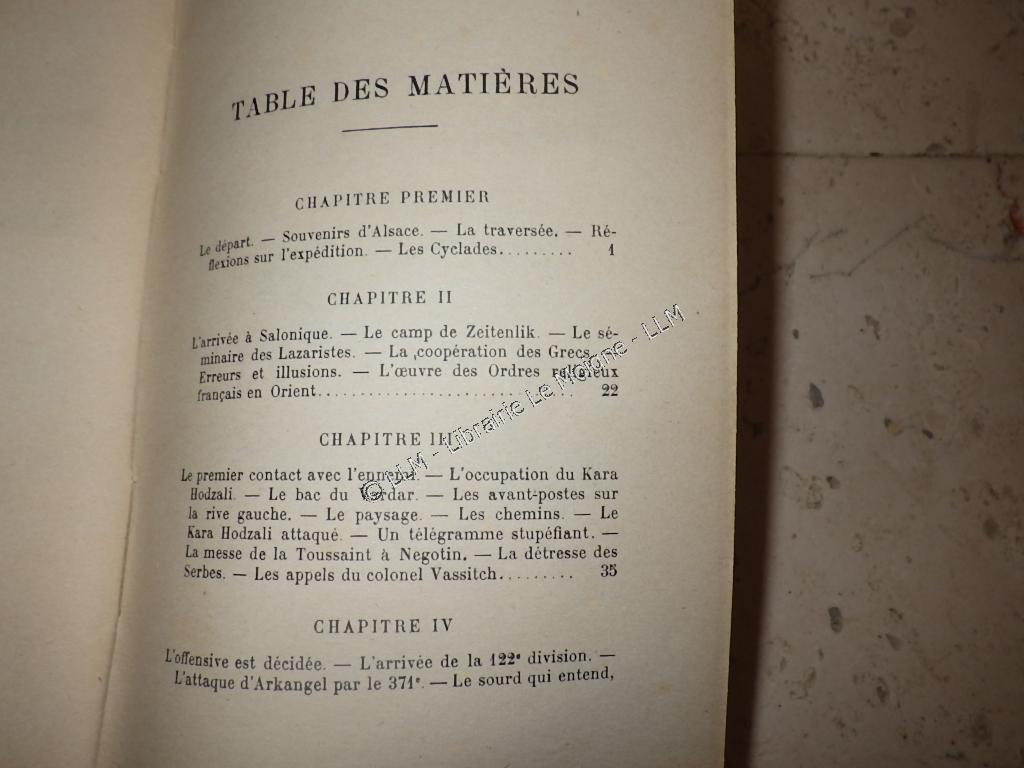 TABLE DES MATIÈRES
CHAPITRE PREMIER
Le départ. — Souvenirs d'Alsace. — La traversée. — Ré-
flexions sur l'expédition. — Les Cyclades......... 1
CHAPITRE II
L'arrivée à Salonique. — Le camp de Zeitenlik. — Le sé-
minaire des Lazaristes. — La coopération des Grecs. —
Erreurs et illusions. — L'œuvre des Ordres religieux
français en Orient............................ 22
CHAPITRE III
Le premier contact avec l'ennemi. — L'occupation du Kara
Hodzali. — Le bac du Vardar. — Les avant-postes sur
la rive gauche. — Le paysage. — Les chemins. — Le
Kara Hodzali attaqué. — Un télégramme stupéfiant. —
La messe de la Toussaint à Negotin. — La détresse des
Serbes. — Les appels du colonel Vassitch......... 35
CHAPITRE IV
L'offensive est décidée. — L'arrivée de la 122e division. —
L'attaque d'Arkangel par le 371e. — Le sourd qui entend,
© LLM - Librairie Le Moigne - LLM